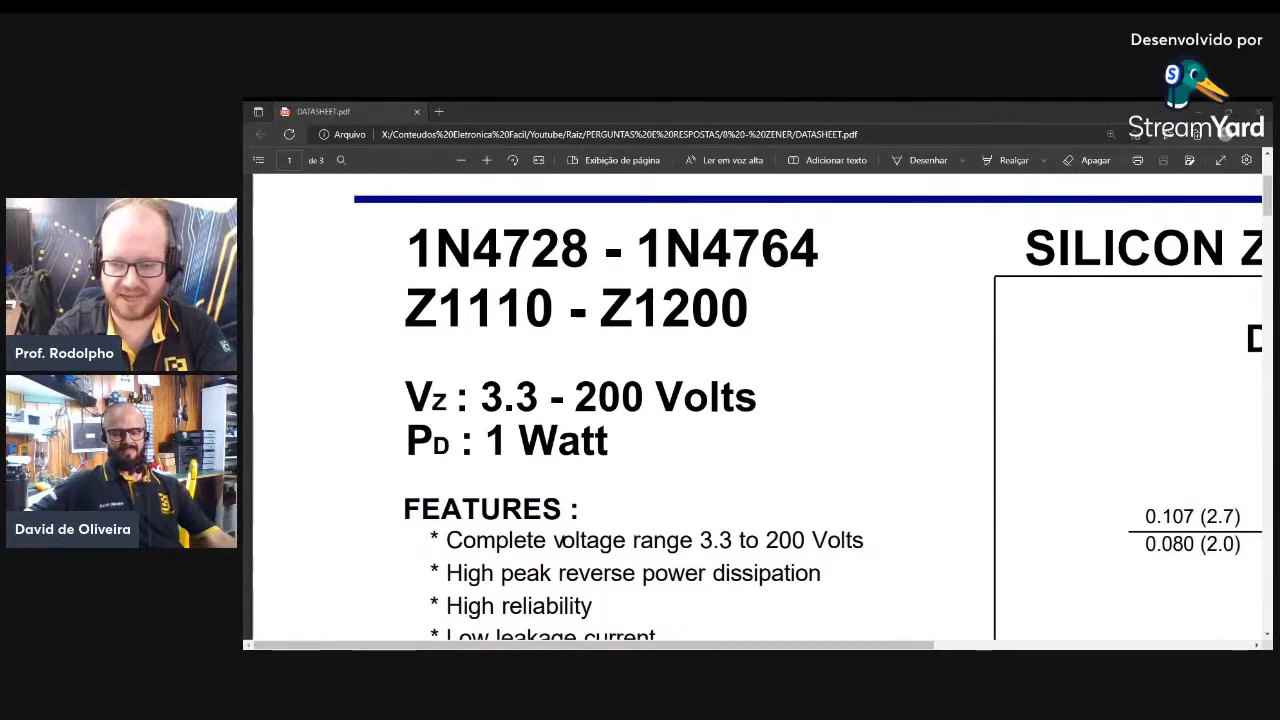 Desenvolvido por
StreamYard
DATASHEET.pdf
Arquivo
X:/Conteudos%20Eletronica%20Facil/Youtube/Raiz/PERGUNTAS%20E%20RESPOSTAS/8%20-%20ZENER/DATASHEET.pdf
1 de 3
Exibição de página
Ler em voz alta
Adicionar texto
Desenhar
Realçar
Apagar
1N4728 - 1N4764
SILICON Z
Z1110 - Z1200
D
VZ : 3.3 - 200 Volts
PD : 1 Watt
FEATURES :
* Complete voltage range 3.3 to 200 Volts
* High peak reverse power dissipation
* High reliability
* Low leakage current
0.107 (2.7)
0.080 (2.0)
Prof. Rodolpho
David de Oliveira